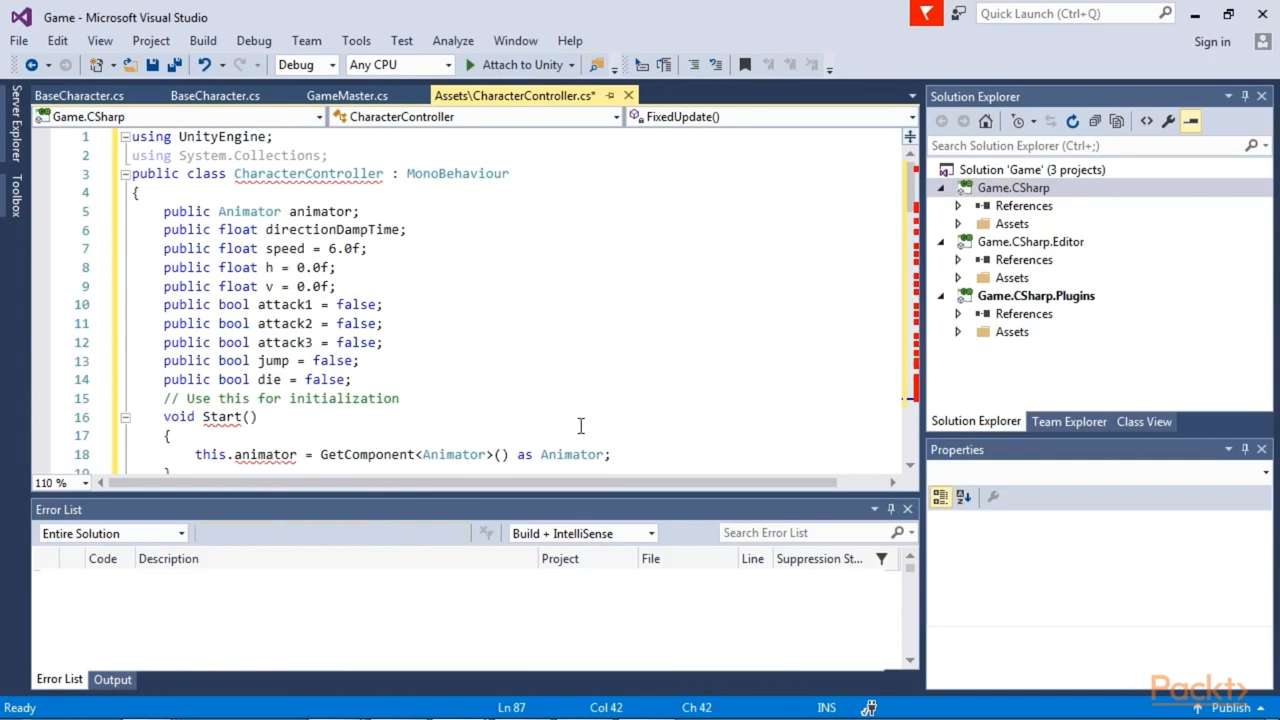 Game - Microsoft Visual Studio
Quick Launch (Ctrl+Q)
File Edit View Project Build Debug Team Tools Test Analyze Window Help
Sign in
Debug Any CPU Attach to Unity
Server Explorer
Toolbox
BaseCharacter.cs BaseCharacter.cs GameMaster.cs Assets\CharacterController.cs*
Game.CSharp CharacterController FixedUpdate()
1 using UnityEngine;
2 using System.Collections;
3 public class CharacterController : MonoBehaviour
4 {
5 public Animator animator;
6 public float directionDampTime;
7 public float speed = 6.0f;
8 public float h = 0.0f;
9 public float v = 0.0f;
10 public bool attack1 = false;
11 public bool attack2 = false;
12 public bool attack3 = false;
13 public bool jump = false;
14 public bool die = false;
15 // Use this for initialization
16 void Start()
17 {
18 this.animator = GetComponent<Animator>() as Animator;
19 }
110 %
Solution Explorer
Search Solution Explorer (Ctrl+;)
Solution 'Game' (3 projects)
Game.CSharp
References
Assets
Game.CSharp.Editor
References
Assets
Game.CSharp.Plugins
References
Assets
Solution Explorer Team Explorer Class View
Properties
Error List
Entire Solution Build + IntelliSense Search Error List
Code Description Project File Line Suppression St...
Error List Output
Packt>
Ready Ln 87 Col 42 Ch 42 INS Publish